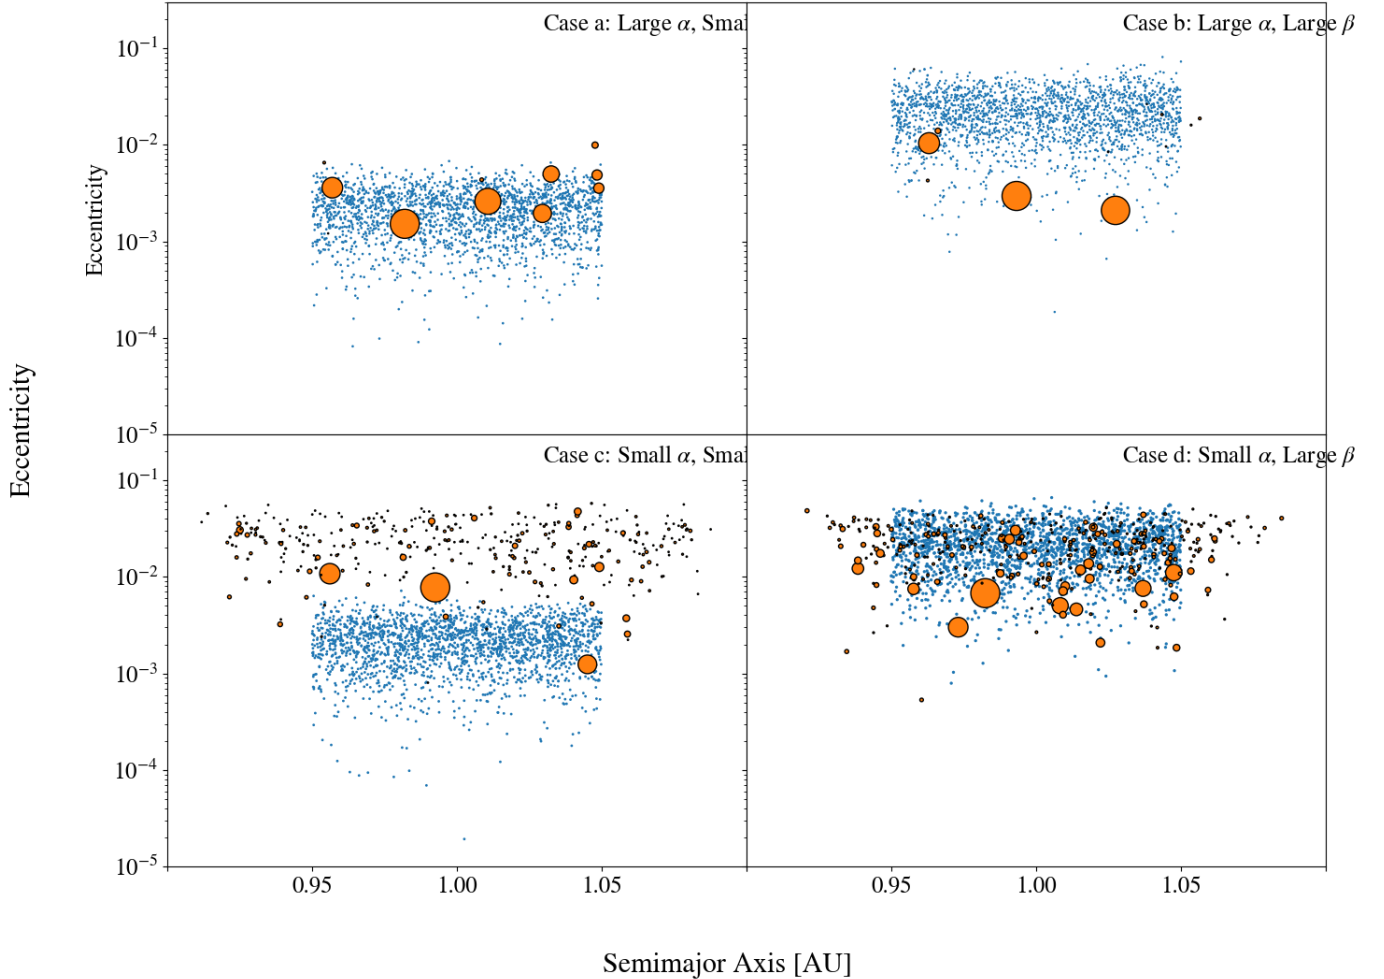 Case a: Large α, Smal
Case b: Large α, Large β
10⁻¹
10⁻²
10⁻³
10⁻⁴
10⁻⁵
Eccentricity
Eccentricity
Case c: Small α, Smal
Case d: Small α, Large β
10⁻¹
10⁻²
10⁻³
10⁻⁴
10⁻⁵
0.95 1.00 1.05 0.95 1.00 1.05
Semimajor Axis [AU]